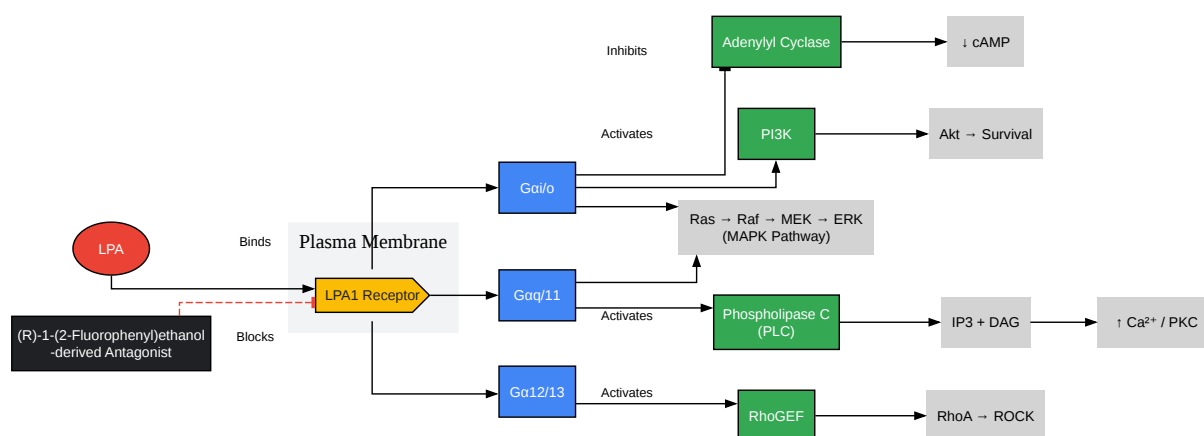 Inhibits
Adenylyl Cyclase
↓ cAMP
Activates
PI3K
Akt → Survival
Gαi/o
Ras → Raf → MEK → ERK
(MAPK Pathway)
LPA
Binds
Plasma Membrane
LPA1 Receptor
Gαq/11
Activates
Phospholipase C
(PLC)
IP3 + DAG
↑ Ca²⁺ / PKC
(R)-1-(2-Fluorophenyl)ethanol
-derived Antagonist
Blocks
Gα12/13
Activates
RhoGEF
RhoA → ROCK